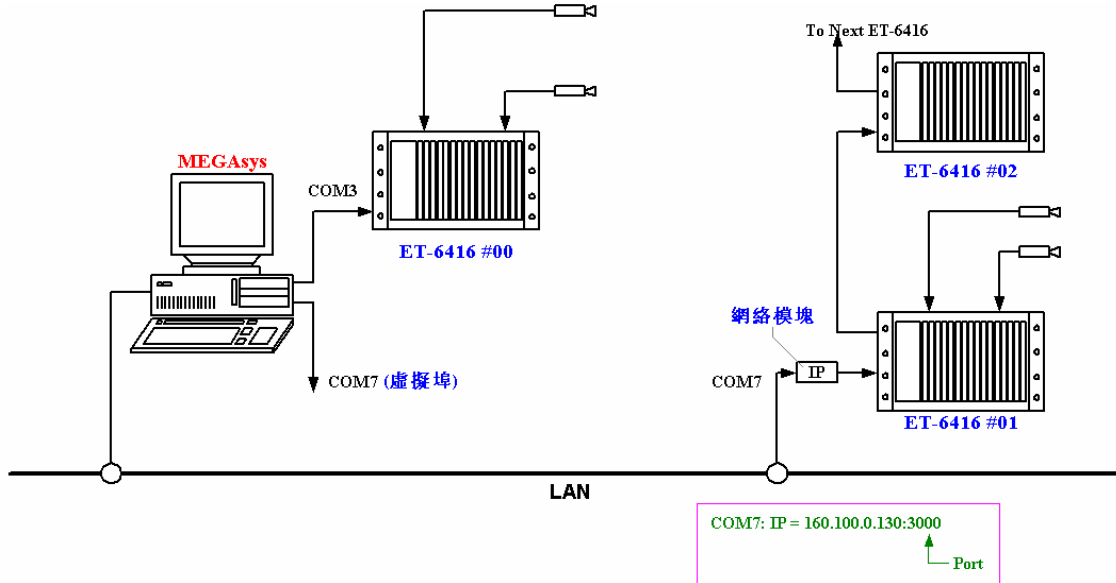 To Next ET-6416
MEGAsys
COM3
ET-6416 #00
ET-6416 #02
網絡模塊
COM7 (虛擬埠)
COM7
IP
ET-6416 #01
LAN
COM7: IP = 160.100.0.130:3000
Port